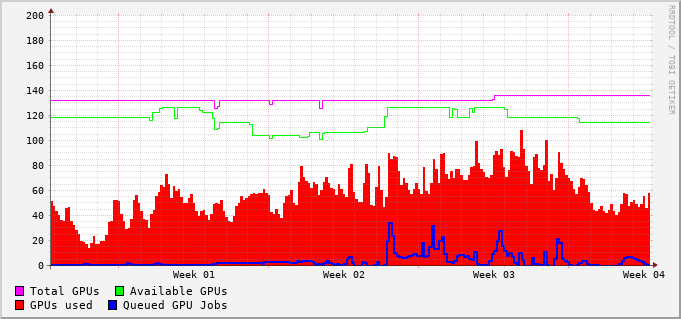 200
180
160
140
120
100
80
60
40
20
0
Week 01 Week 02 Week 03 Week 04
Total GPUs Available GPUs
GPUs used Queued GPU Jobs
RRDTOOL / TOBI OETIKER